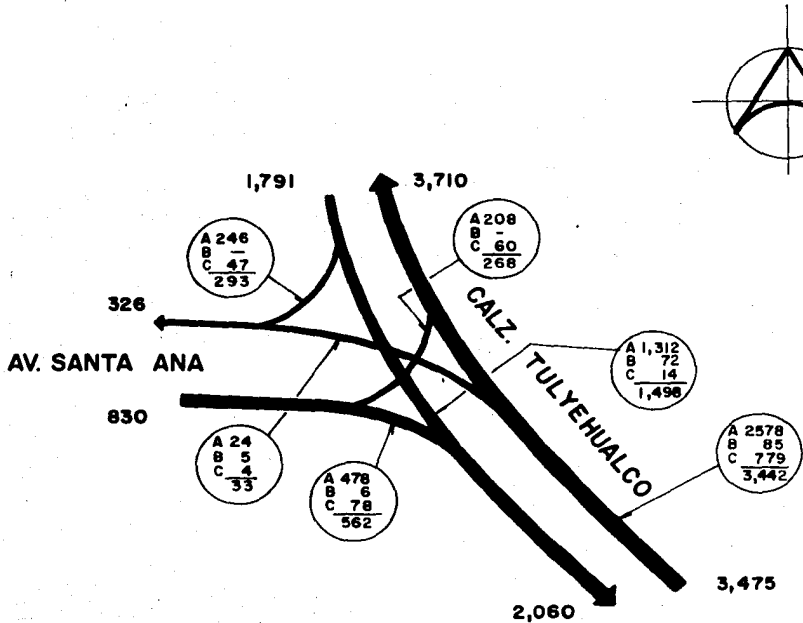 1,791
3,710
A 246
B —
C 47
293
A 208
B -
C 60
268
326
AV. SANTA ANA
830
CALZ. TULYEHUALCO
A 1,312
B 72
C 14
1,498
A 24
B 5
C 4
33
A 478
B 6
C 78
562
A 2578
B 85
C 779
3,442
3,475
2,060